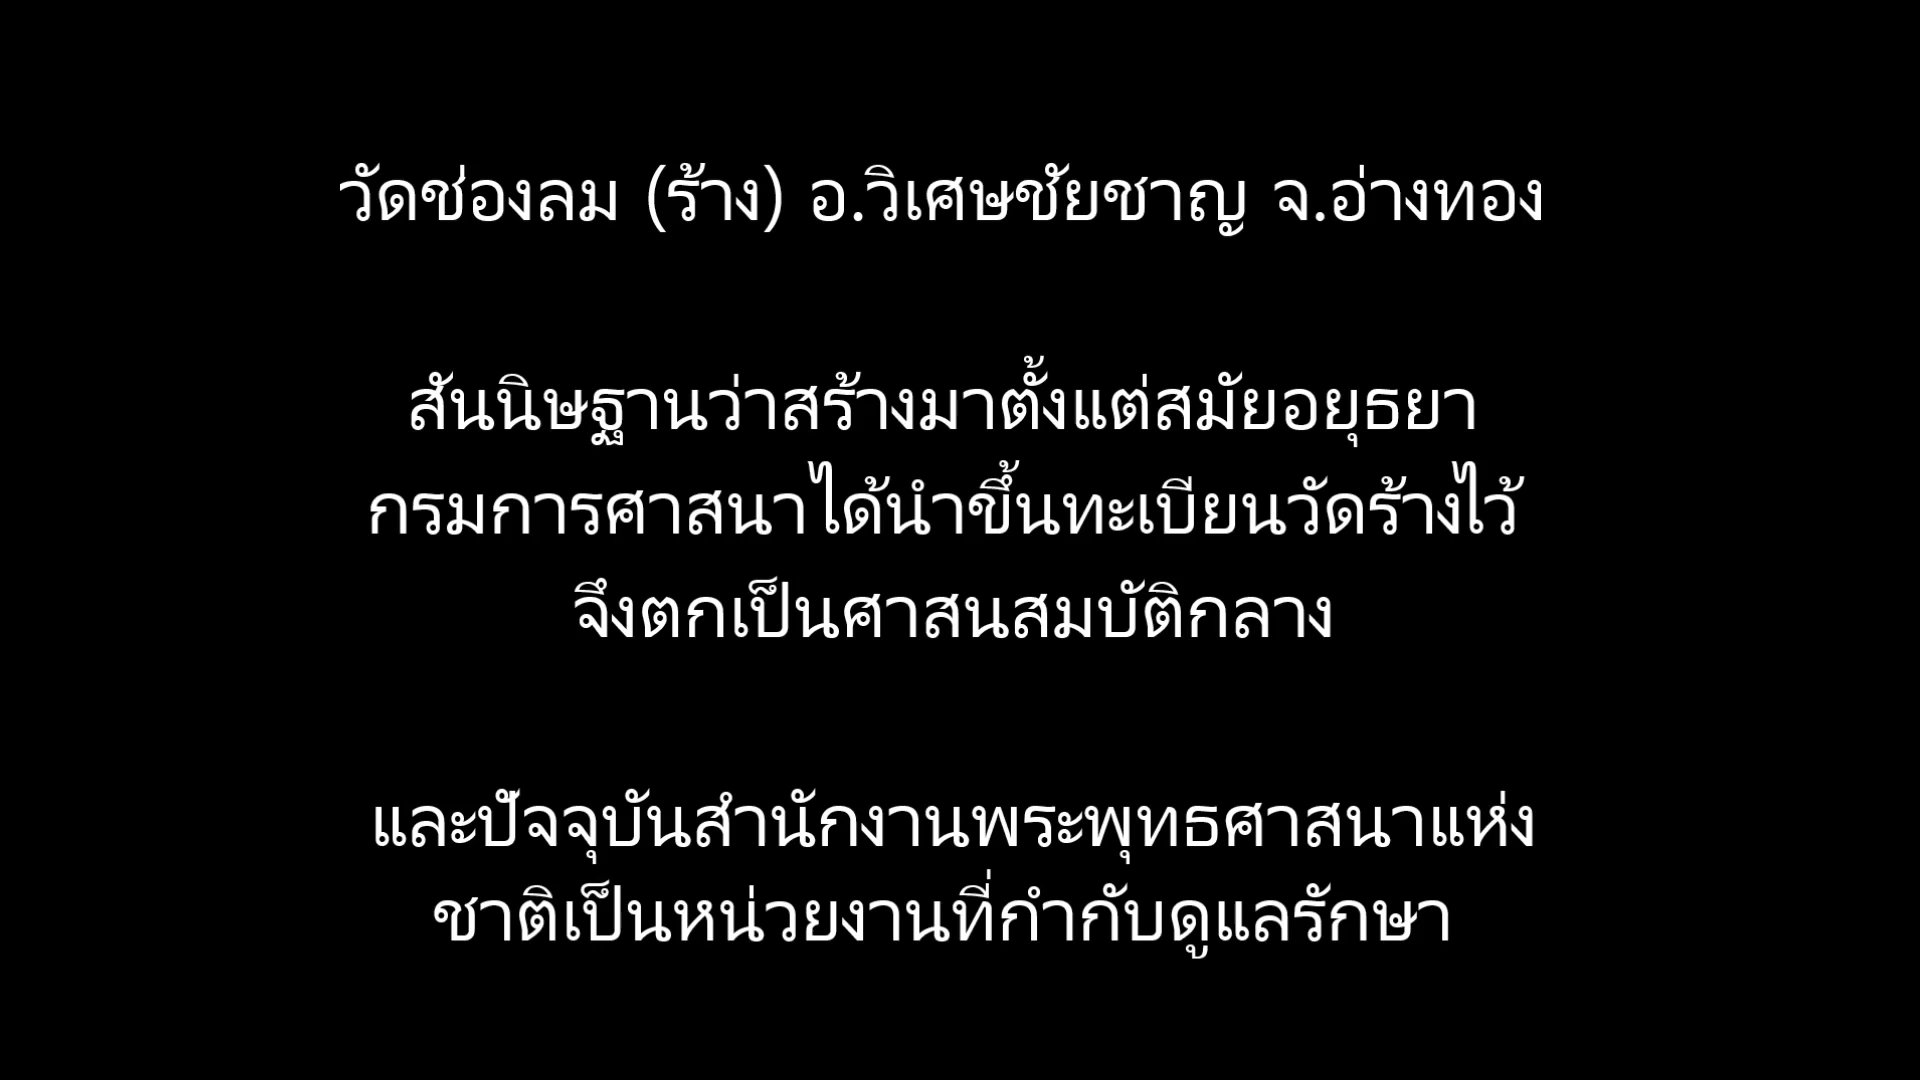 วัดช่องลม (ร้าง) อ.วิเศษชัยชาญ จ.อ่างทอง
สันนิษฐานว่าสร้างมาตั้งแต่สมัยอยุธยา
กรมการศาสนาได้นำขึ้นทะเบียนวัดร้างไว้
จึงตกเป็นศาสนสมบัติกลาง
และปัจจุบันสำนักงานพระพุทธศาสนาแห่ง
ชาติเป็นหน่วยงานที่กำกับดูแลรักษา